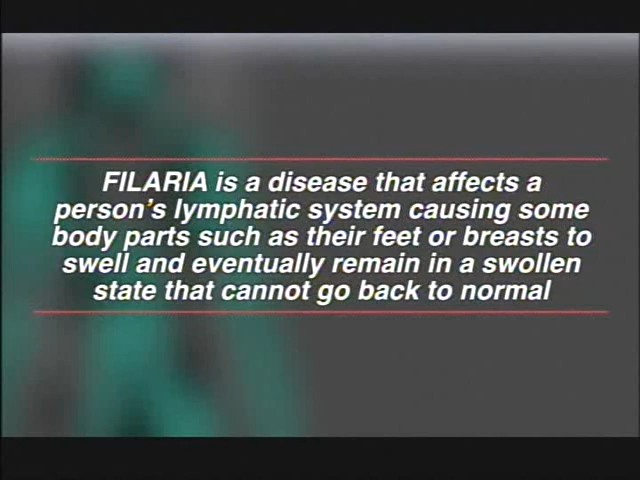 FILARIA is a disease that affects a
person's lymphatic system causing some
body parts such as their feet or breasts to
swell and eventually remain in a swollen
state that cannot go back to normal